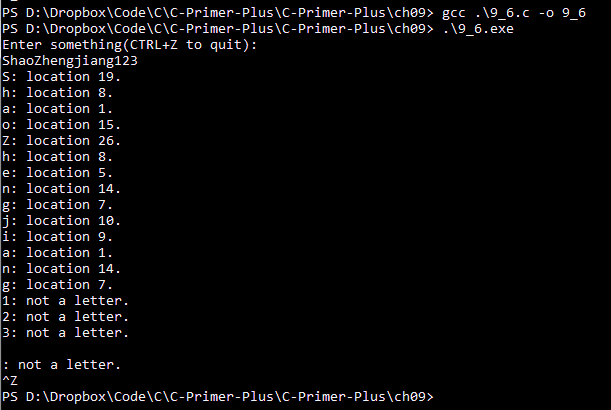 PS D:\Dropbox\Code\C\C-Primer-Plus\C-Primer-Plus\ch09> gcc .\9_6.c -o 9_6
PS D:\Dropbox\Code\C\C-Primer-Plus\C-Primer-Plus\ch09> .\9_6.exe
Enter something(CTRL+Z to quit):
ShaoZhengjiang123
S: location 19.
h: location 8.
a: location 1.
o: location 15.
Z: location 26.
h: location 8.
e: location 5.
n: location 14.
g: location 7.
j: location 10.
i: location 9.
a: location 1.
n: location 14.
g: location 7.
1: not a letter.
2: not a letter.
3: not a letter.

: not a letter.
^Z
PS D:\Dropbox\Code\C\C-Primer-Plus\C-Primer-Plus\ch09>